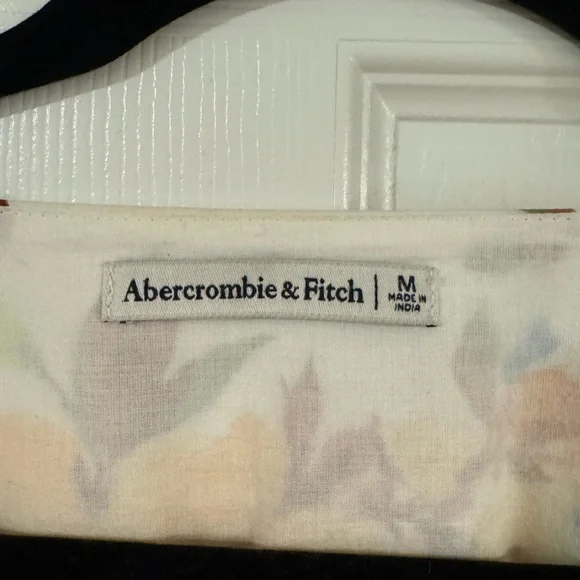 Abercrombie & Fitch | M
MADE IN
INDIA